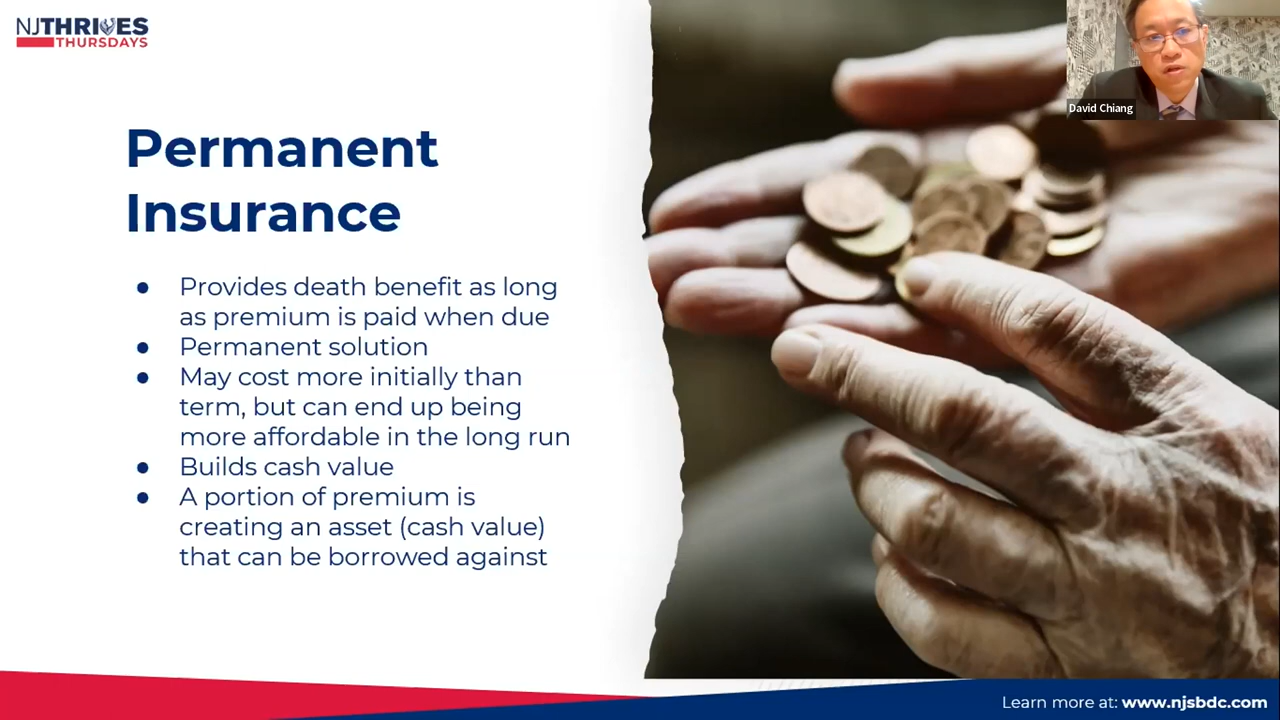 NJTHRIVES
THURSDAYS
David Chiang
Permanent
Insurance
● Provides death benefit as long
as premium is paid when due
● Permanent solution
● May cost more initially than
term, but can end up being
more affordable in the long run
● Builds cash value
● A portion of premium is
creating an asset (cash value)
that can be borrowed against
Learn more at: www.njsbdc.com